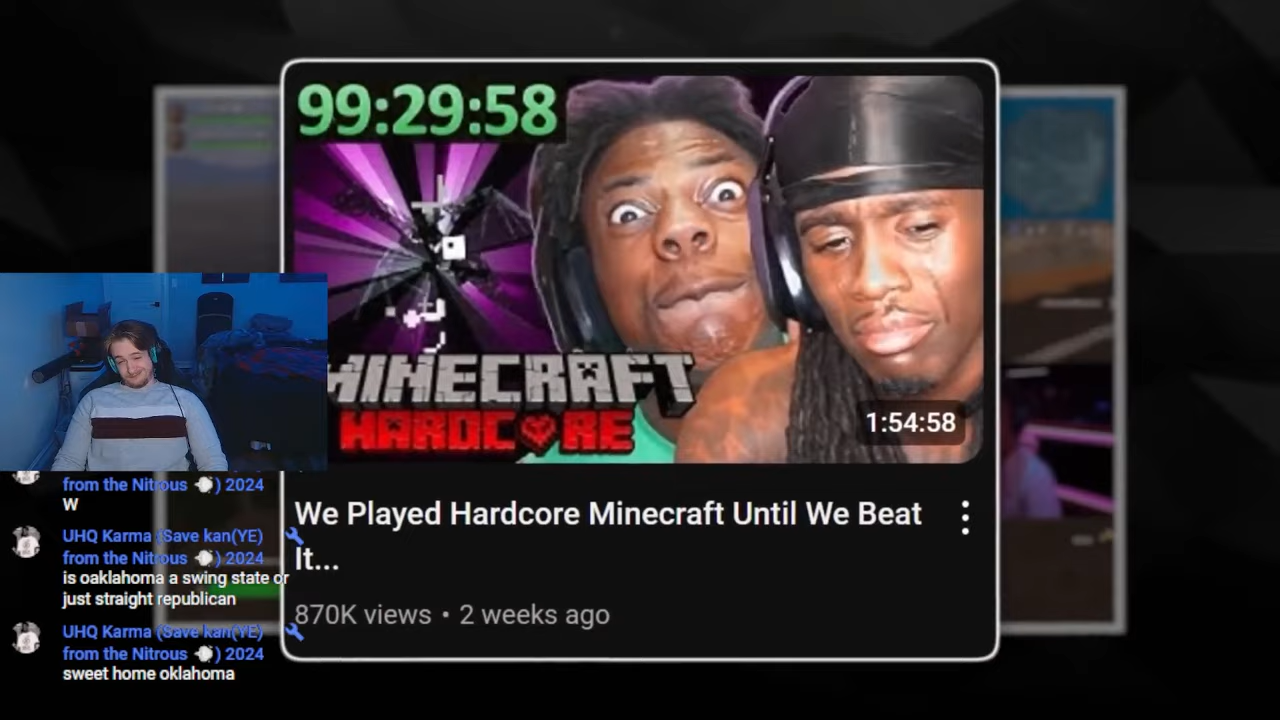 99:29:58
MINECRAFT
HARDCORE
1:54:58
We Played Hardcore Minecraft Until We Beat
It...
870K views • 2 weeks ago
from the Nitrous ) 2024
W
UHQ Karma (Save kan(YE)
from the Nitrous ) 2024
is oaklahoma a swing state or
just straight republican
UHQ Karma (Save kan(YE)
from the Nitrous ) 2024
sweet home oklahoma